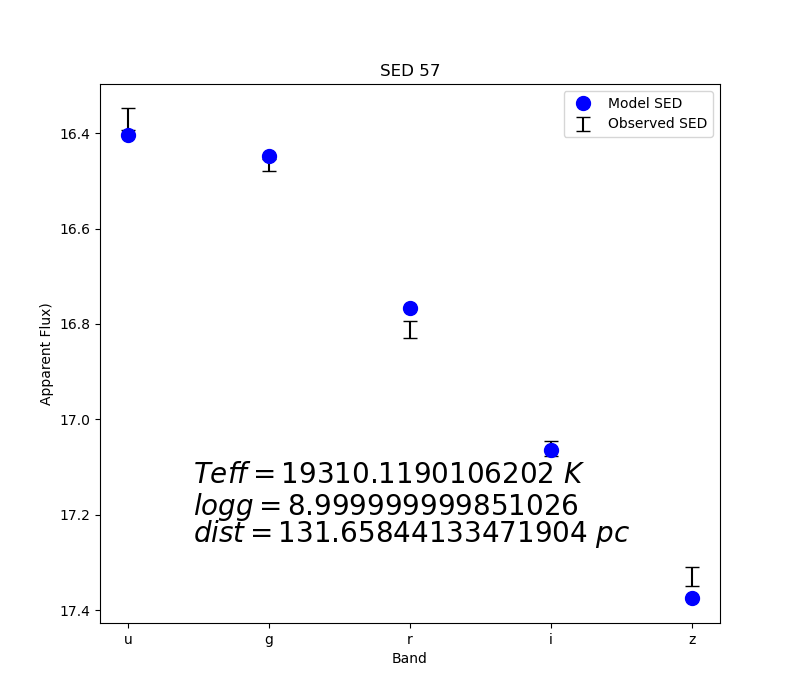 SED 57
Model SED
Observed SED
16.4
16.6
16.8
17.0
17.2
17.4
Apparent Flux)
Teff = 19310.1190106202 K
logg = 8.999999999851026
dist = 131.65844133471904 pc
u g r i z
Band